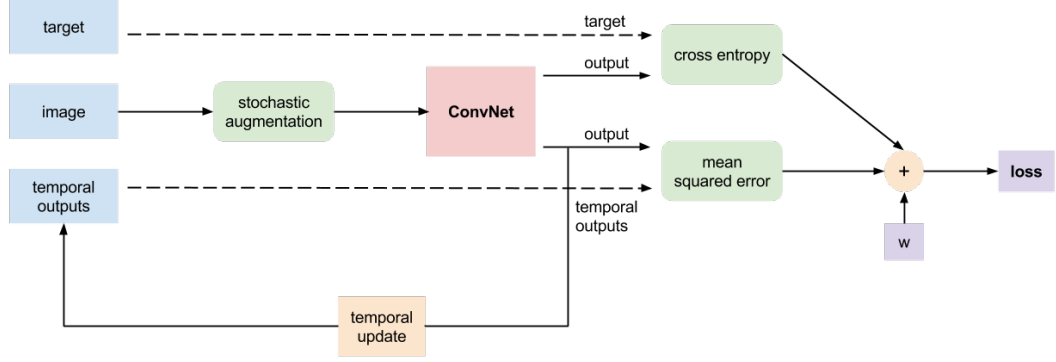 target
target
cross entropy
output
image
stochastic
augmentation
ConvNet
output
mean
squared error
+
loss
temporal
outputs
temporal
outputs
w
temporal
update